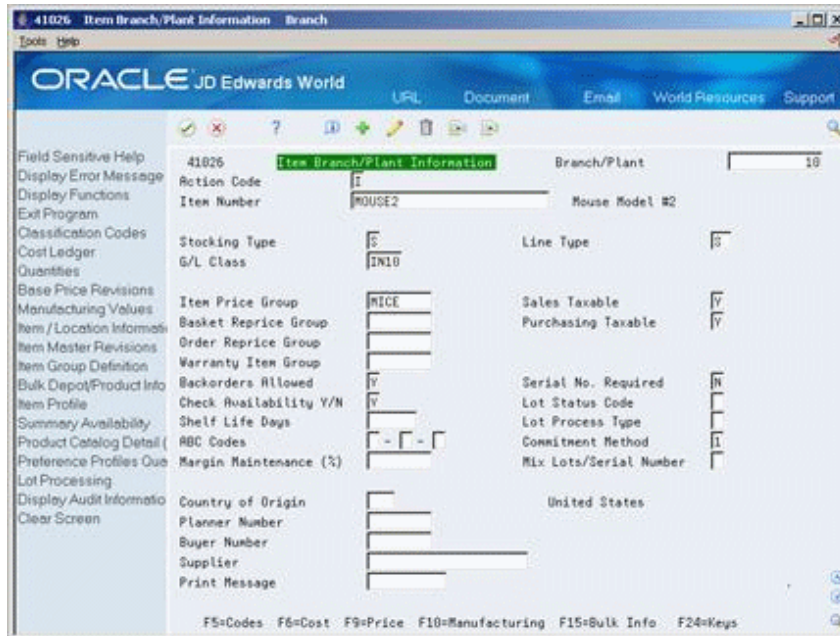 41026 Item Branch/Plant Information Branch
Tools Help
ORACLE JD Edwards World
URL Document Email World Resources Support
Field Sensitive Help
Display Error Message
Display Functions
Exit Program
Classification Codes
Cost Ledger
Quantities
Base Price Revisions
Manufacturing Values
Item / Location Informati
Item Master Revisions
Item Group Definition
Bulk Depot/Product Info
Item Profile
Summary Availability
Product Catalog Detail (
Preference Profiles Que
Lot Processing
Display Audit Informatio
Clear Screen
41026 Item Branch/Plant Information Branch/Plant 10
Action Code I
Item Number MOUSE2 Mouse Model #2
Stocking Type S Line Type S
G/L Class IN10
Item Price Group MICE Sales Taxable Y
Basket Reprice Group Purchasing Taxable Y
Order Reprice Group
Warranty Item Group
Backorders Allowed Y Serial No. Required N
Check Availability Y/N Y Lot Status Code
Shelf Life Days Lot Process Type
ABC Codes - - Commitment Method 1
Margin Maintenance (%) Mix Lots/Serial Number
Country of Origin United States
Planner Number
Buyer Number
Supplier
Print Message
F5=Codes F6=Cost F9=Price F10=Manufacturing F15=Bulk Info F24=Keys